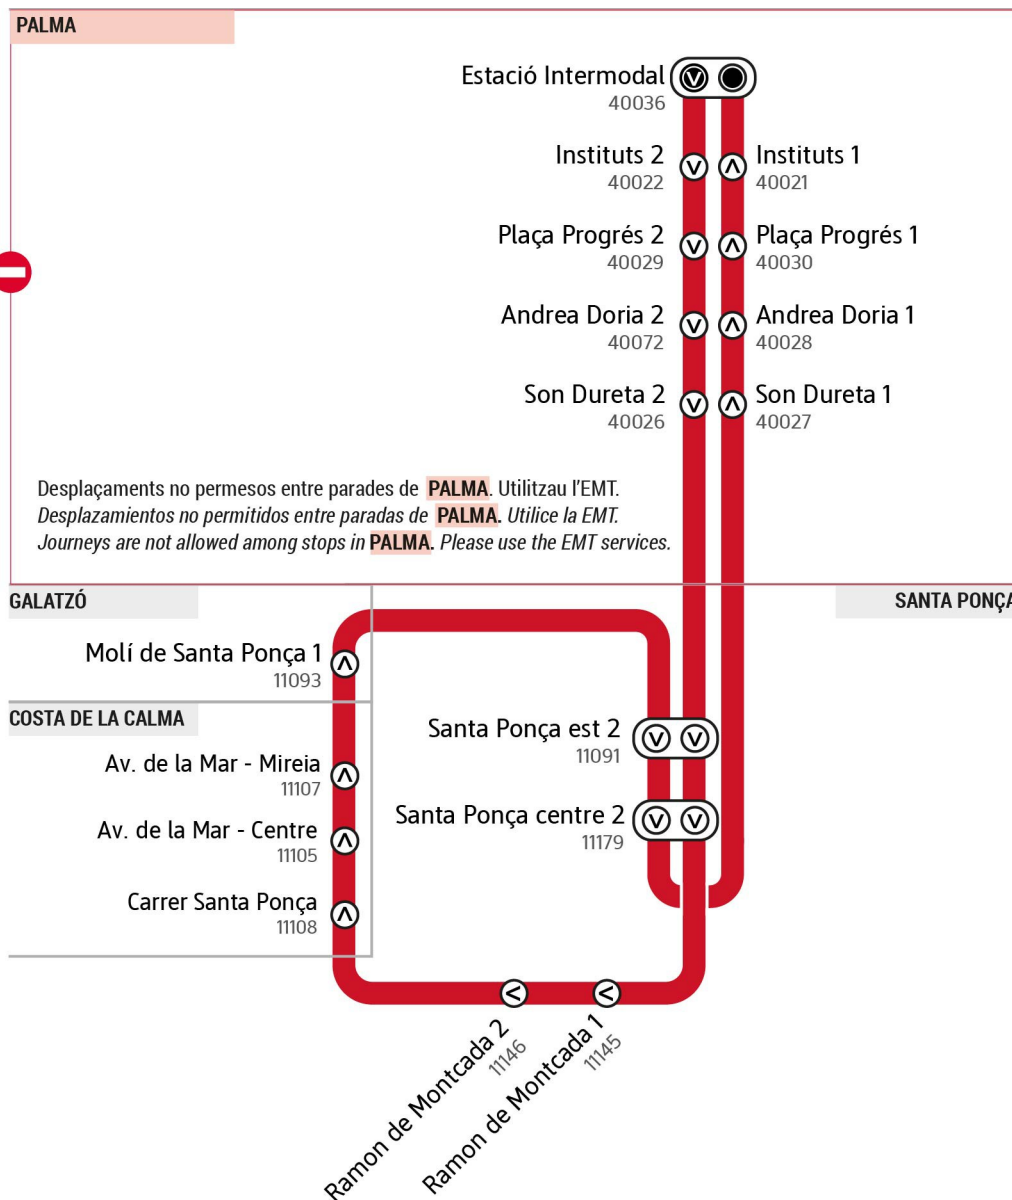 PALMA
Estació Intermodal
40036
Instituts 2
40022
Instituts 1
40021
Plaça Progrés 2
40029
Plaça Progrés 1
40030
Andrea Doria 2
40072
Andrea Doria 1
40028
Son Dureta 2
40026
Son Dureta 1
40027
Desplaçaments no permesos entre parades de PALMA. Utilitzau l'EMT.
Desplazamientos no permitidos entre paradas de PALMA. Utilice la EMT.
Journeys are not allowed among stops in PALMA. Please use the EMT services.
GALATZÓ
SANTA PONÇA
Molí de Santa Ponça 1
11093
COSTA DE LA CALMA
Santa Ponça est 2
11091
Av. de la Mar - Mireia
11107
Santa Ponça centre 2
11179
Av. de la Mar - Centre
11105
Carrer Santa Ponça
11108
Ramon de Montcada 2
11146
Ramon de Montcada 1
11145